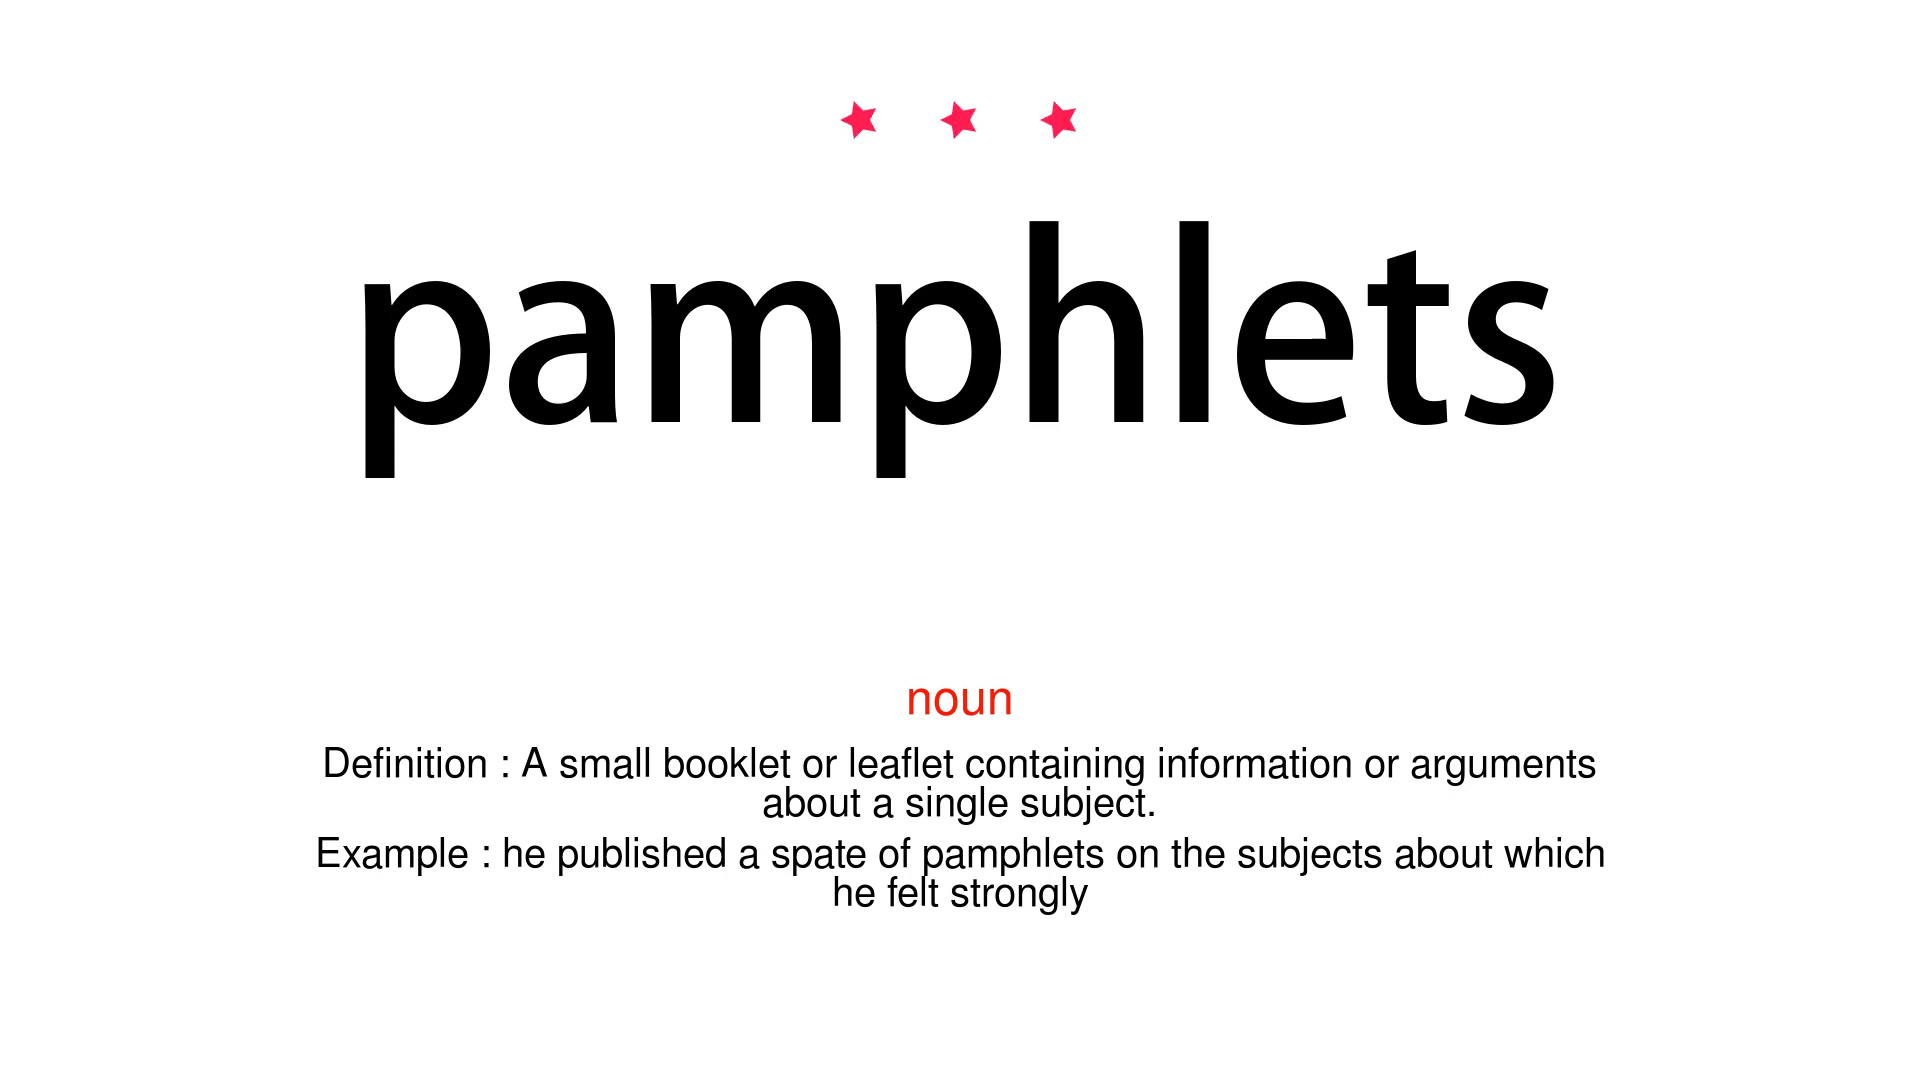 pamphlets
noun
Definition : A small booklet or leaflet containing information or arguments
about a single subject.
Example : he published a spate of pamphlets on the subjects about which
he felt strongly